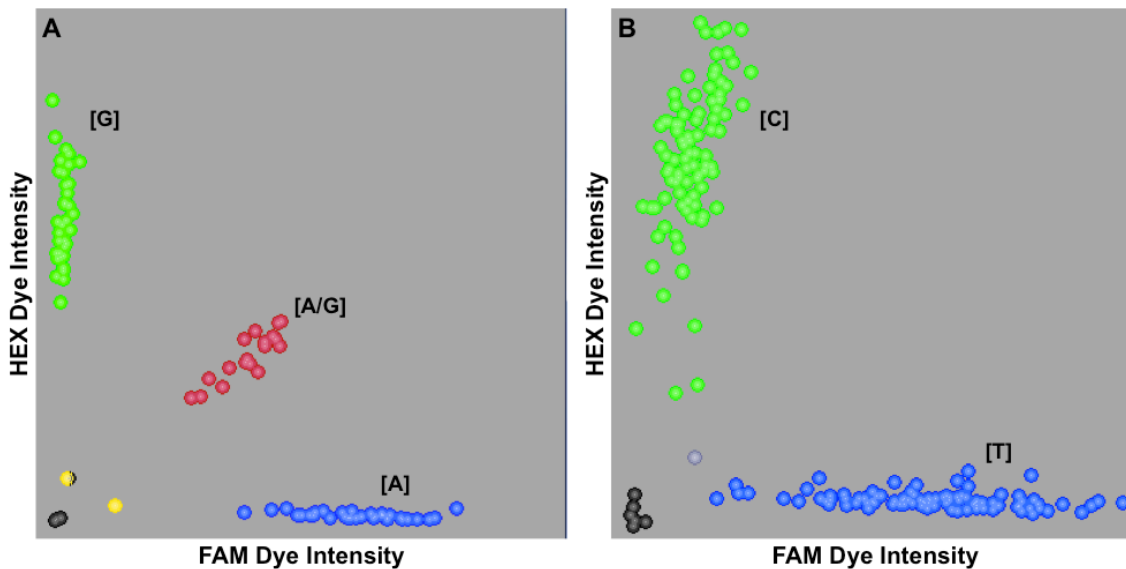 A
[G]
[A/G]
[A]
HEX Dye Intensity
FAM Dye Intensity
B
[C]
[T]
HEX Dye Intensity
FAM Dye Intensity